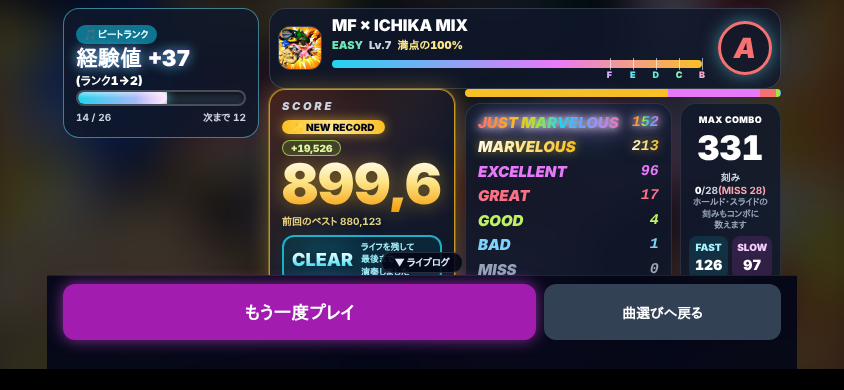 🎵 ビートランク
経験値 +37
(ランク1→2)
14 / 26
次まで 12
MF × ICHIKA MIX
EASY Lv.7 満点の100%
F E D C B
A
SCORE
NEW RECORD
+19,526
899,6
前回のベスト 880,123
CLEAR
ライフを残して
最後
演奏しました
▼ ライブログ
JUST MARVELOUS 152
MARVELOUS 213
EXCELLENT 96
GREAT 17
GOOD 4
BAD 1
MISS 0
MAX COMBO
331
刻み
0/28(MISS 28)
ホールド・スライドの
刻みもコンボに
数えます
FAST
126
SLOW
97
もう一度プレイ
曲選びへ戻る